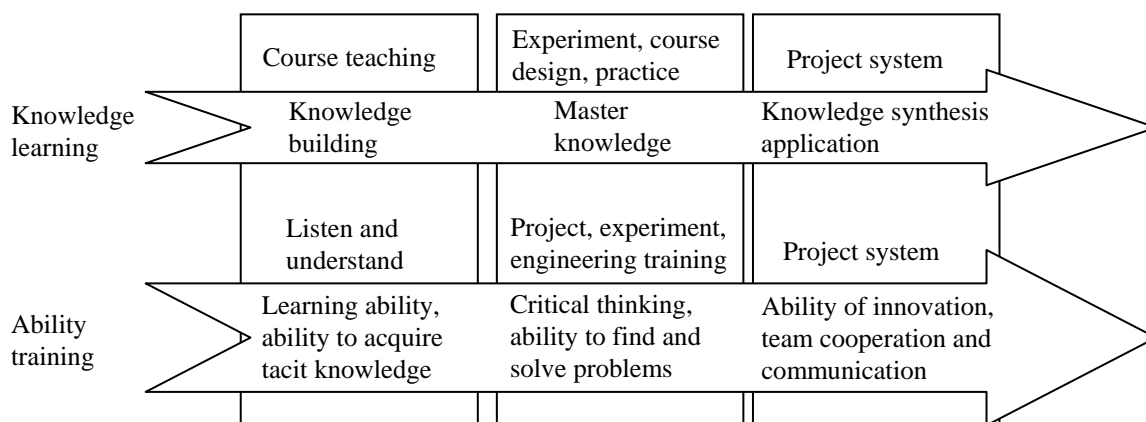 Course teaching
Experiment, course
design, practice
Project system
Knowledge
learning
Knowledge
building
Master
knowledge
Knowledge synthesis
application
Listen and
understand
Project, experiment,
engineering training
Project system
Ability
training
Learning ability,
ability to acquire
tacit knowledge
Critical thinking,
ability to find and
solve problems
Ability of innovation,
team cooperation and
communication